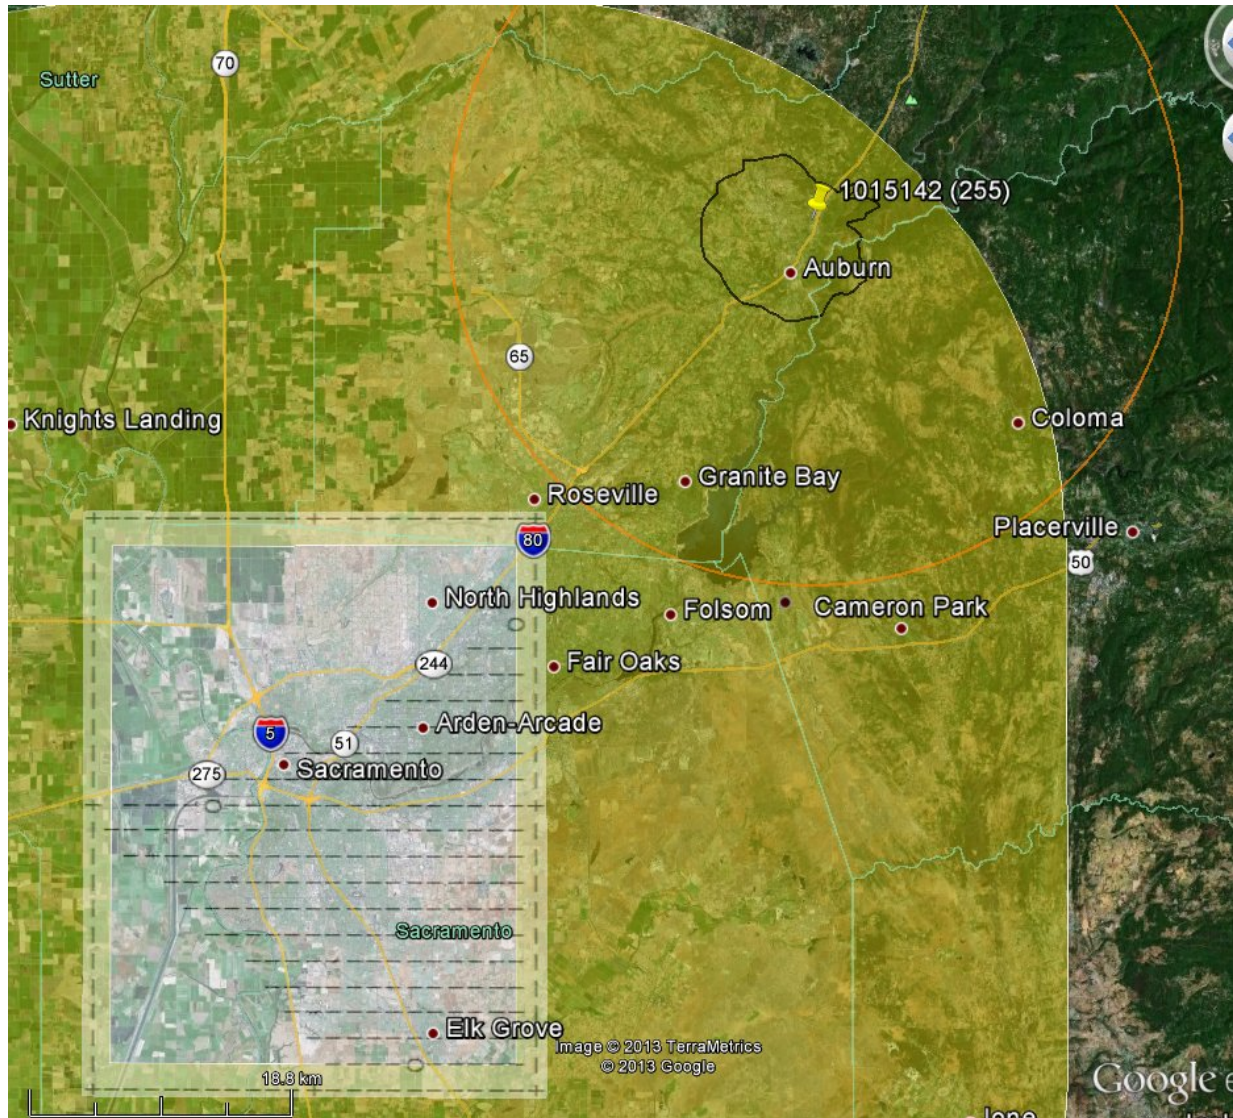 70
Sutter
1015142 (255)
Auburn
65
Knights Landing
Coloma
Granite Bay
Roseville
Placerville
80
50
North Highlands
Folsom
Cameron Park
244
Fair Oaks
Arden-Arcade
5
51
Sacramento
275
Sacramento
Elk Grove
Image © 2013 TerraMetrics
© 2013 Google
18.8 km
Google